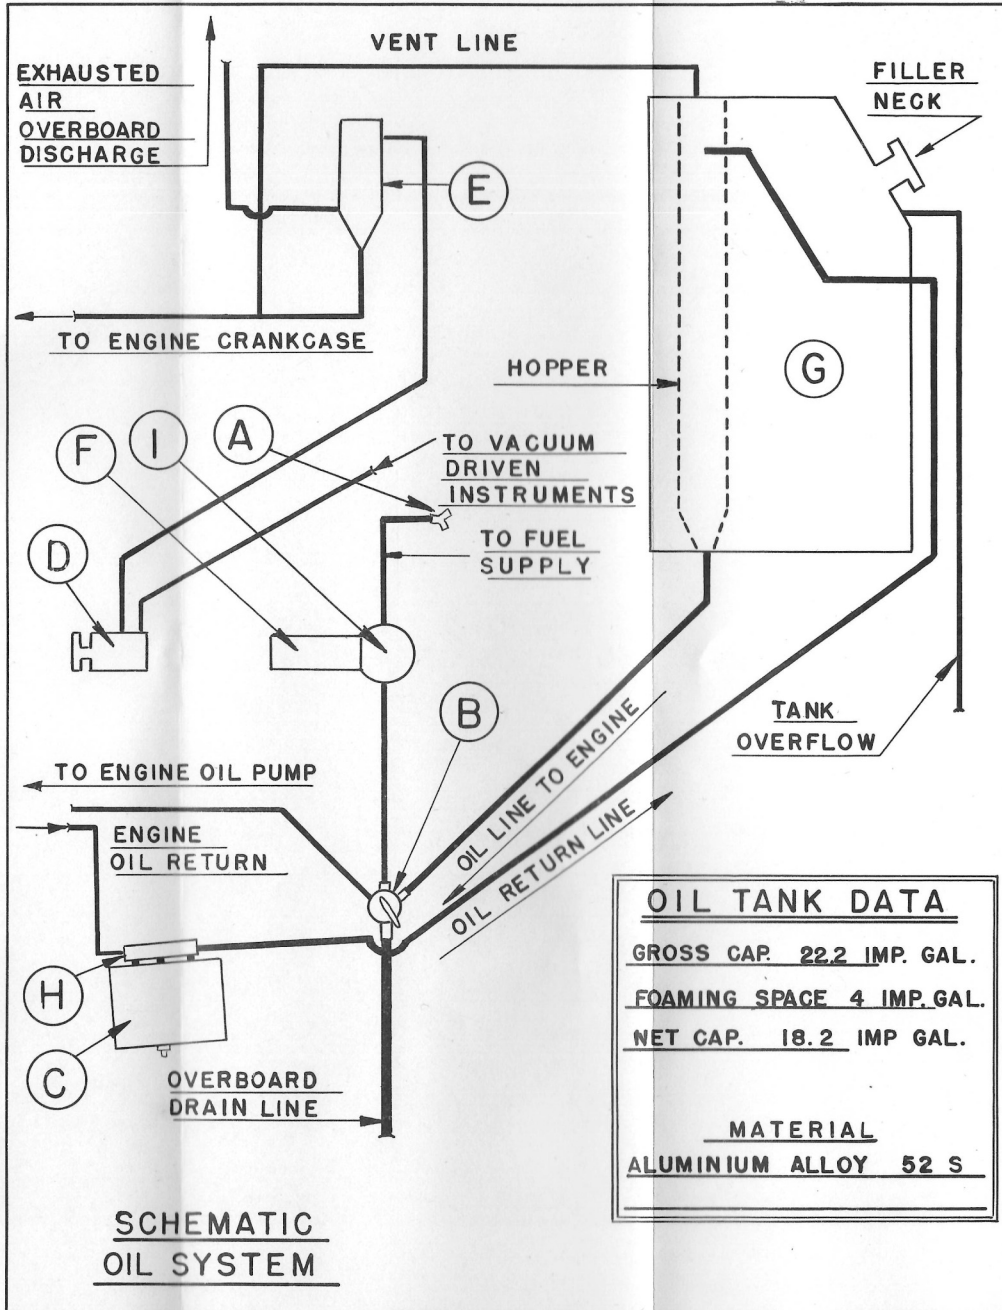 VENT LINE
EXHAUSTED
AIR
OVERBOARD
DISCHARGE
FILLER
NECK
E
TO ENGINE CRANKCASE
HOPPER
G
F
I
A
TO VACUUM
DRIVEN
INSTRUMENTS
D
TO FUEL
SUPPLY
B
TANK
OVERFLOW
TO ENGINE OIL PUMP
OIL LINE TO ENGINE
ENGINE
OIL RETURN
OIL RETURN LINE
H
C
OVERBOARD
DRAIN LINE
OIL TANK DATA
GROSS CAP. 22.2 IMP. GAL.
FOAMING SPACE 4 IMP. GAL.
NET CAP. 18.2 IMP GAL.
MATERIAL
ALUMINIUM ALLOY 52 S
SCHEMATIC
OIL SYSTEM